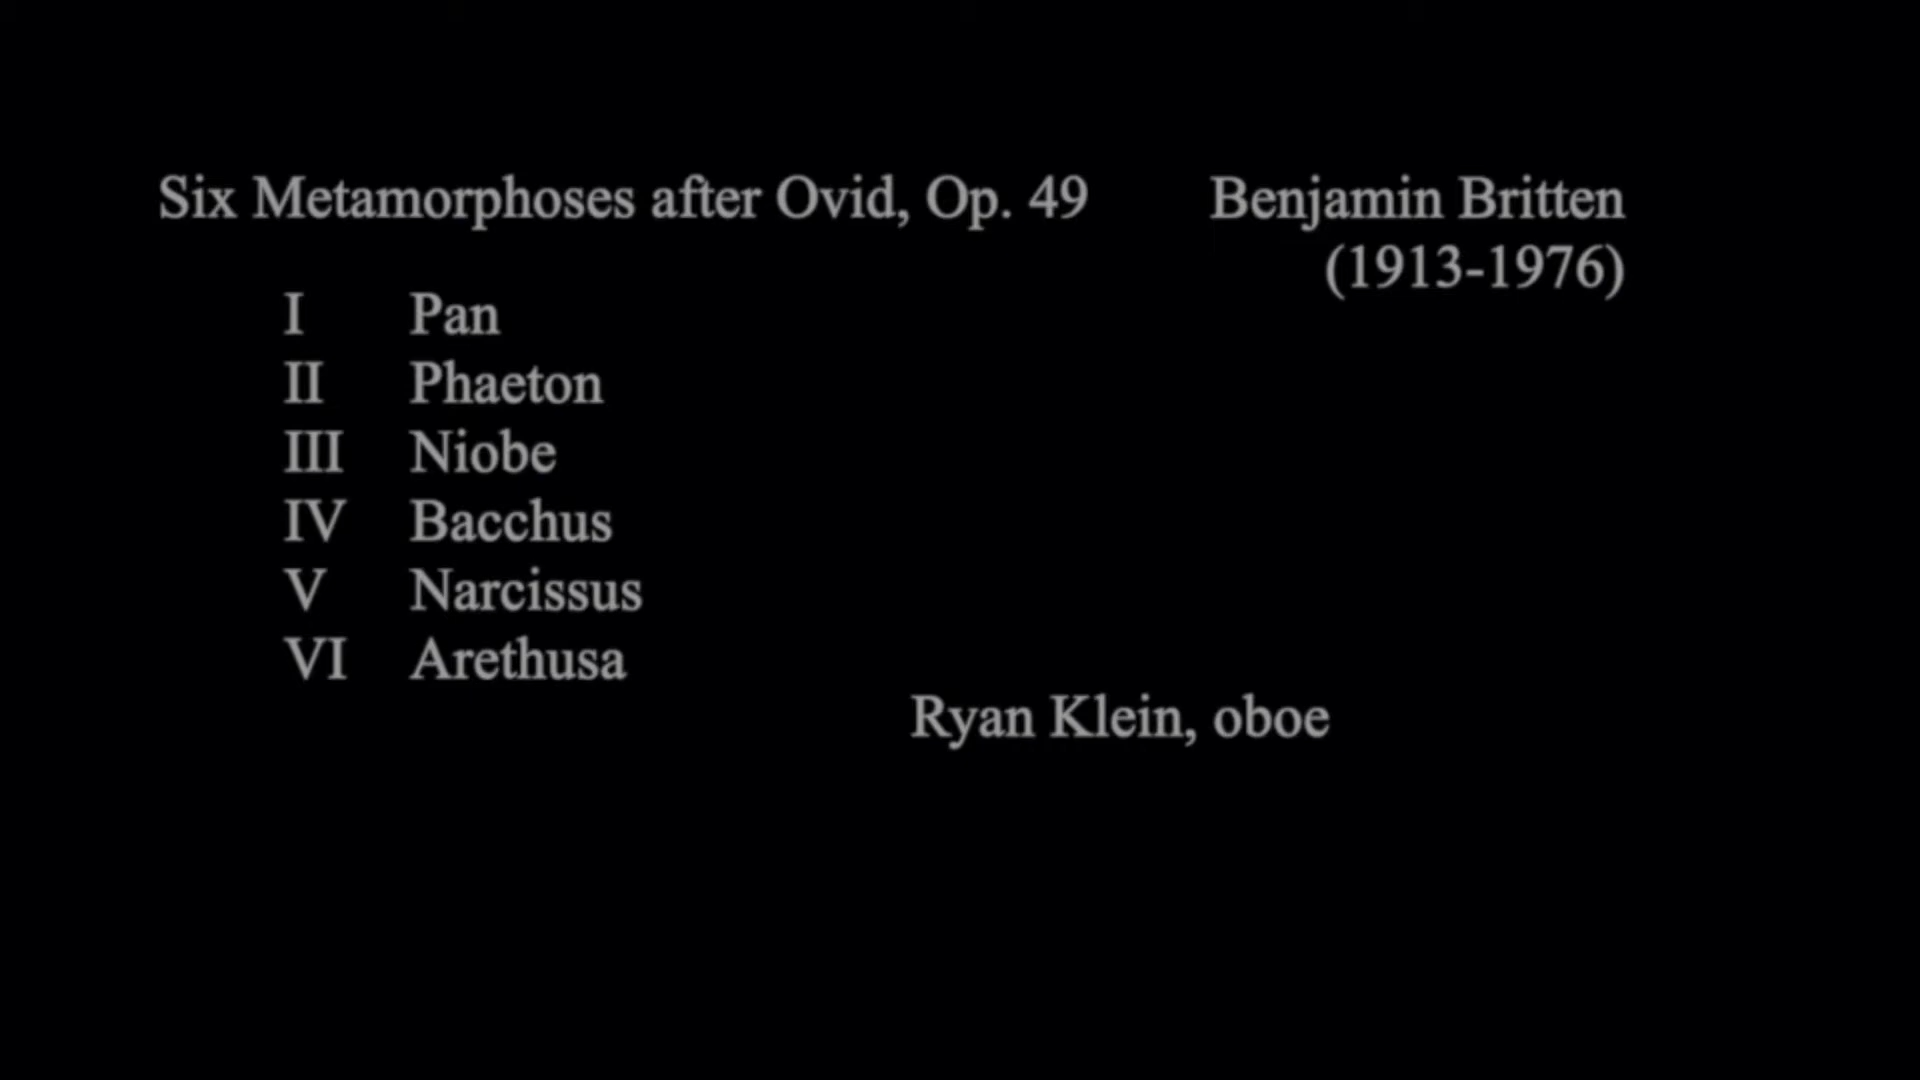 Six Metamorphoses after Ovid, Op. 49 Benjamin Britten
(1913-1976)
I Pan
II Phaeton
III Niobe
IV Bacchus
V Narcissus
VI Arethusa
Ryan Klein, oboe